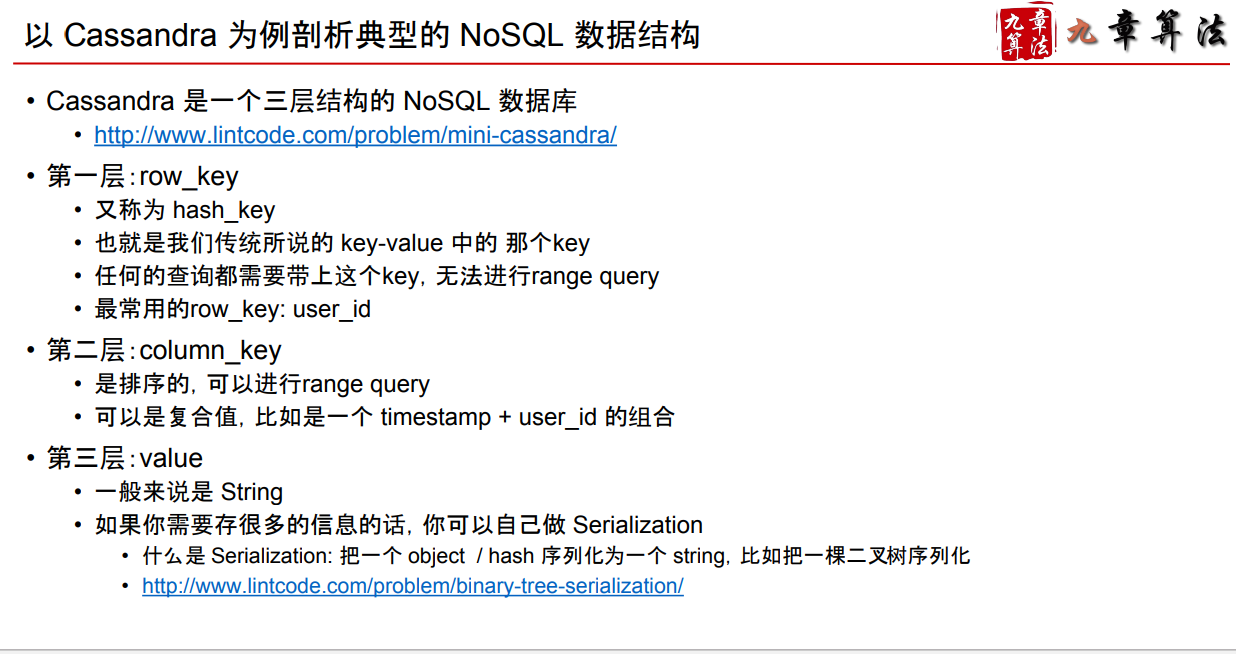 以 Cassandra 为例剖析典型的 NoSQL 数据结构
九章算法
九章算法
• Cassandra 是一个三层结构的 NoSQL 数据库
• http://www.lintcode.com/problem/mini-cassandra/
• 第一层：row_key
• 又称为 hash_key
• 也就是我们传统所说的 key-value 中的 那个key
• 任何的查询都需要带上这个key，无法进行range query
• 最常用的row_key: user_id
• 第二层：column_key
• 是排序的，可以进行range query
• 可以是复合值，比如是一个 timestamp + user_id 的组合
• 第三层：value
• 一般来说是 String
• 如果你需要存很多的信息的话，你可以自己做 Serialization
• 什么是 Serialization: 把一个 object / hash 序列化为一个 string，比如把一棵二叉树序列化
• http://www.lintcode.com/problem/binary-tree-serialization/